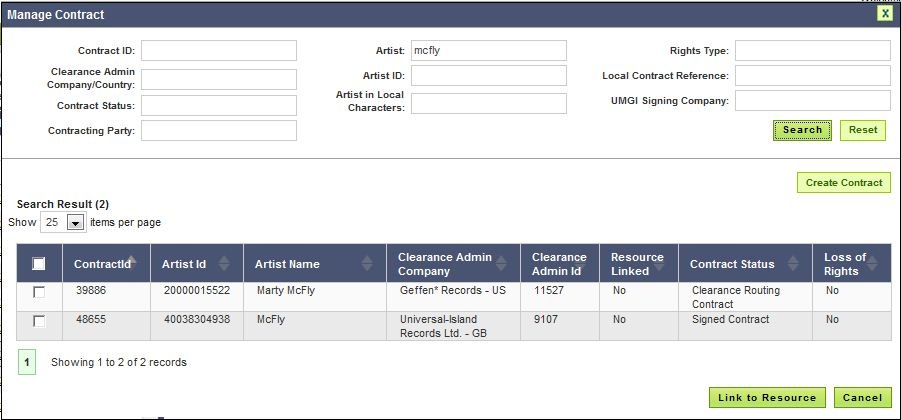 Manage Contract X
Contract ID: Artist: mcfly Rights Type:
Clearance Admin
Company/Country: Artist ID: Local Contract Reference:
Contract Status: Artist in Local
Characters: UMGI Signing Company:
Contracting Party:
Search Reset
Create Contract
Search Result (2)
Show 25 items per page
ContractId Artist Id Artist Name Clearance Admin
Company Clearance
Admin Id Resource
Linked Contract Status Loss of
Rights
39886 20000015522 Marty McFly Geffen* Records - US 11527 No Clearance Routing
Contract No
48655 40038304938 McFly Universal-Island
Records Ltd. - GB 9107 No Signed Contract No
1 Showing 1 to 2 of 2 records
Link to Resource Cancel